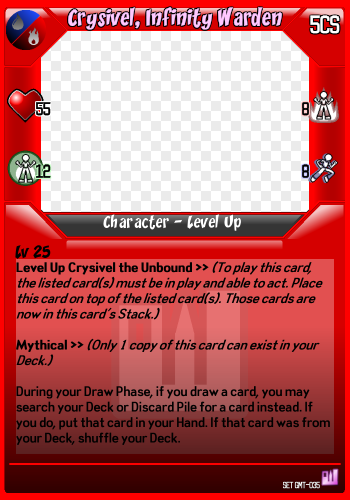 Crysivel, Infinity Warden
5CS
55
8
12
8
Character - Level Up
Lv 25
Level Up Crysivel the Unbound >> (To play this card,
the listed card(s) must be in play and able to act. Place
this card on top of the listed card(s). Those cards are
now in this card's Stack.)
Mythical >> (Only 1 copy of this card can exist in your
Deck.)
During your Draw Phase, if you draw a card, you may
search your Deck or Discard Pile for a card instead. If
you do, put that card in your Hand. If that card was from
your Deck, shuffle your Deck.
SET GMT-035